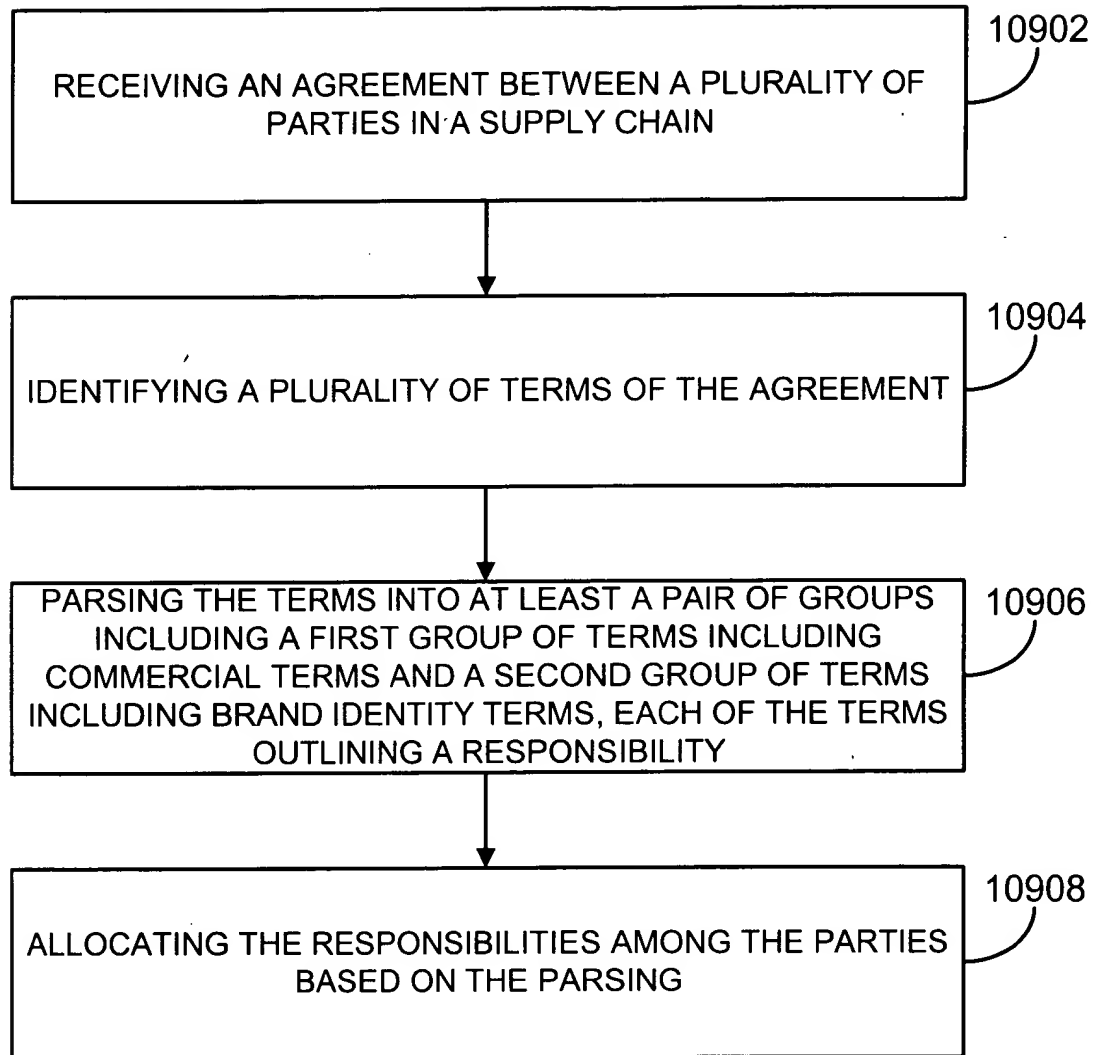 10902
RECEIVING AN AGREEMENT BETWEEN A PLURALITY OF
PARTIES IN A SUPPLY CHAIN
10904
IDENTIFYING A PLURALITY OF TERMS OF THE AGREEMENT
10906
PARSING THE TERMS INTO AT LEAST A PAIR OF GROUPS
INCLUDING A FIRST GROUP OF TERMS INCLUDING
COMMERCIAL TERMS AND A SECOND GROUP OF TERMS
INCLUDING BRAND IDENTITY TERMS, EACH OF THE TERMS
OUTLINING A RESPONSIBILITY
10908
ALLOCATING THE RESPONSIBILITIES AMONG THE PARTIES
BASED ON THE PARSING